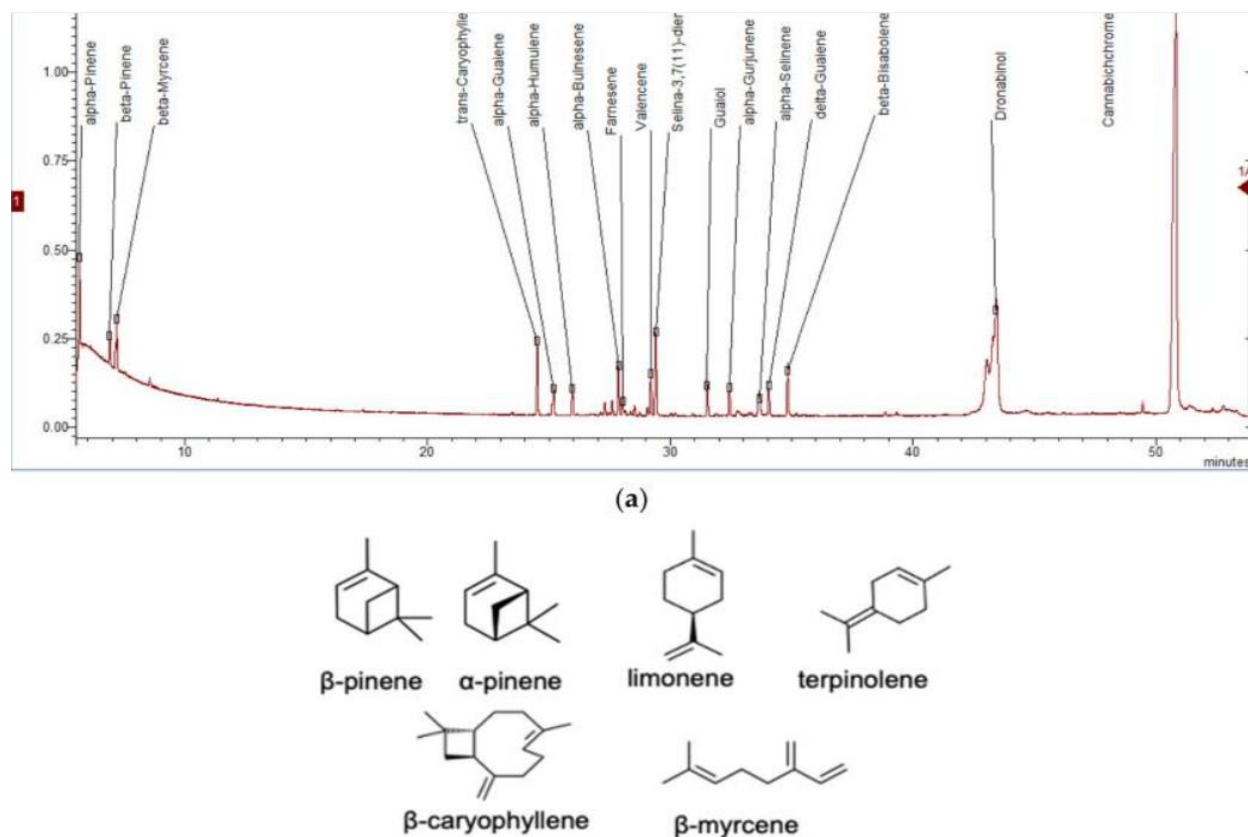 alpha-Pinene
beta-Pinene
beta-Myrcene
trans-Caryophylle
alpha-Guaiene
alpha-Humulene
alpha-Bulnesene
Farnesene
Valencene
Selina-3,7(11)-dier
Guaiol
alpha-Gurjunene
alpha-Selinene
delta-Guaiene
beta-Bisabolene
Dronabinol
Cannabichchrome
1.00
0.75
0.50
0.25
0.00
1
10
20
30
40
50
minutes
(a)
β-pinene
α-pinene
limonene
terpinolene
β-caryophyllene
β-myrcene